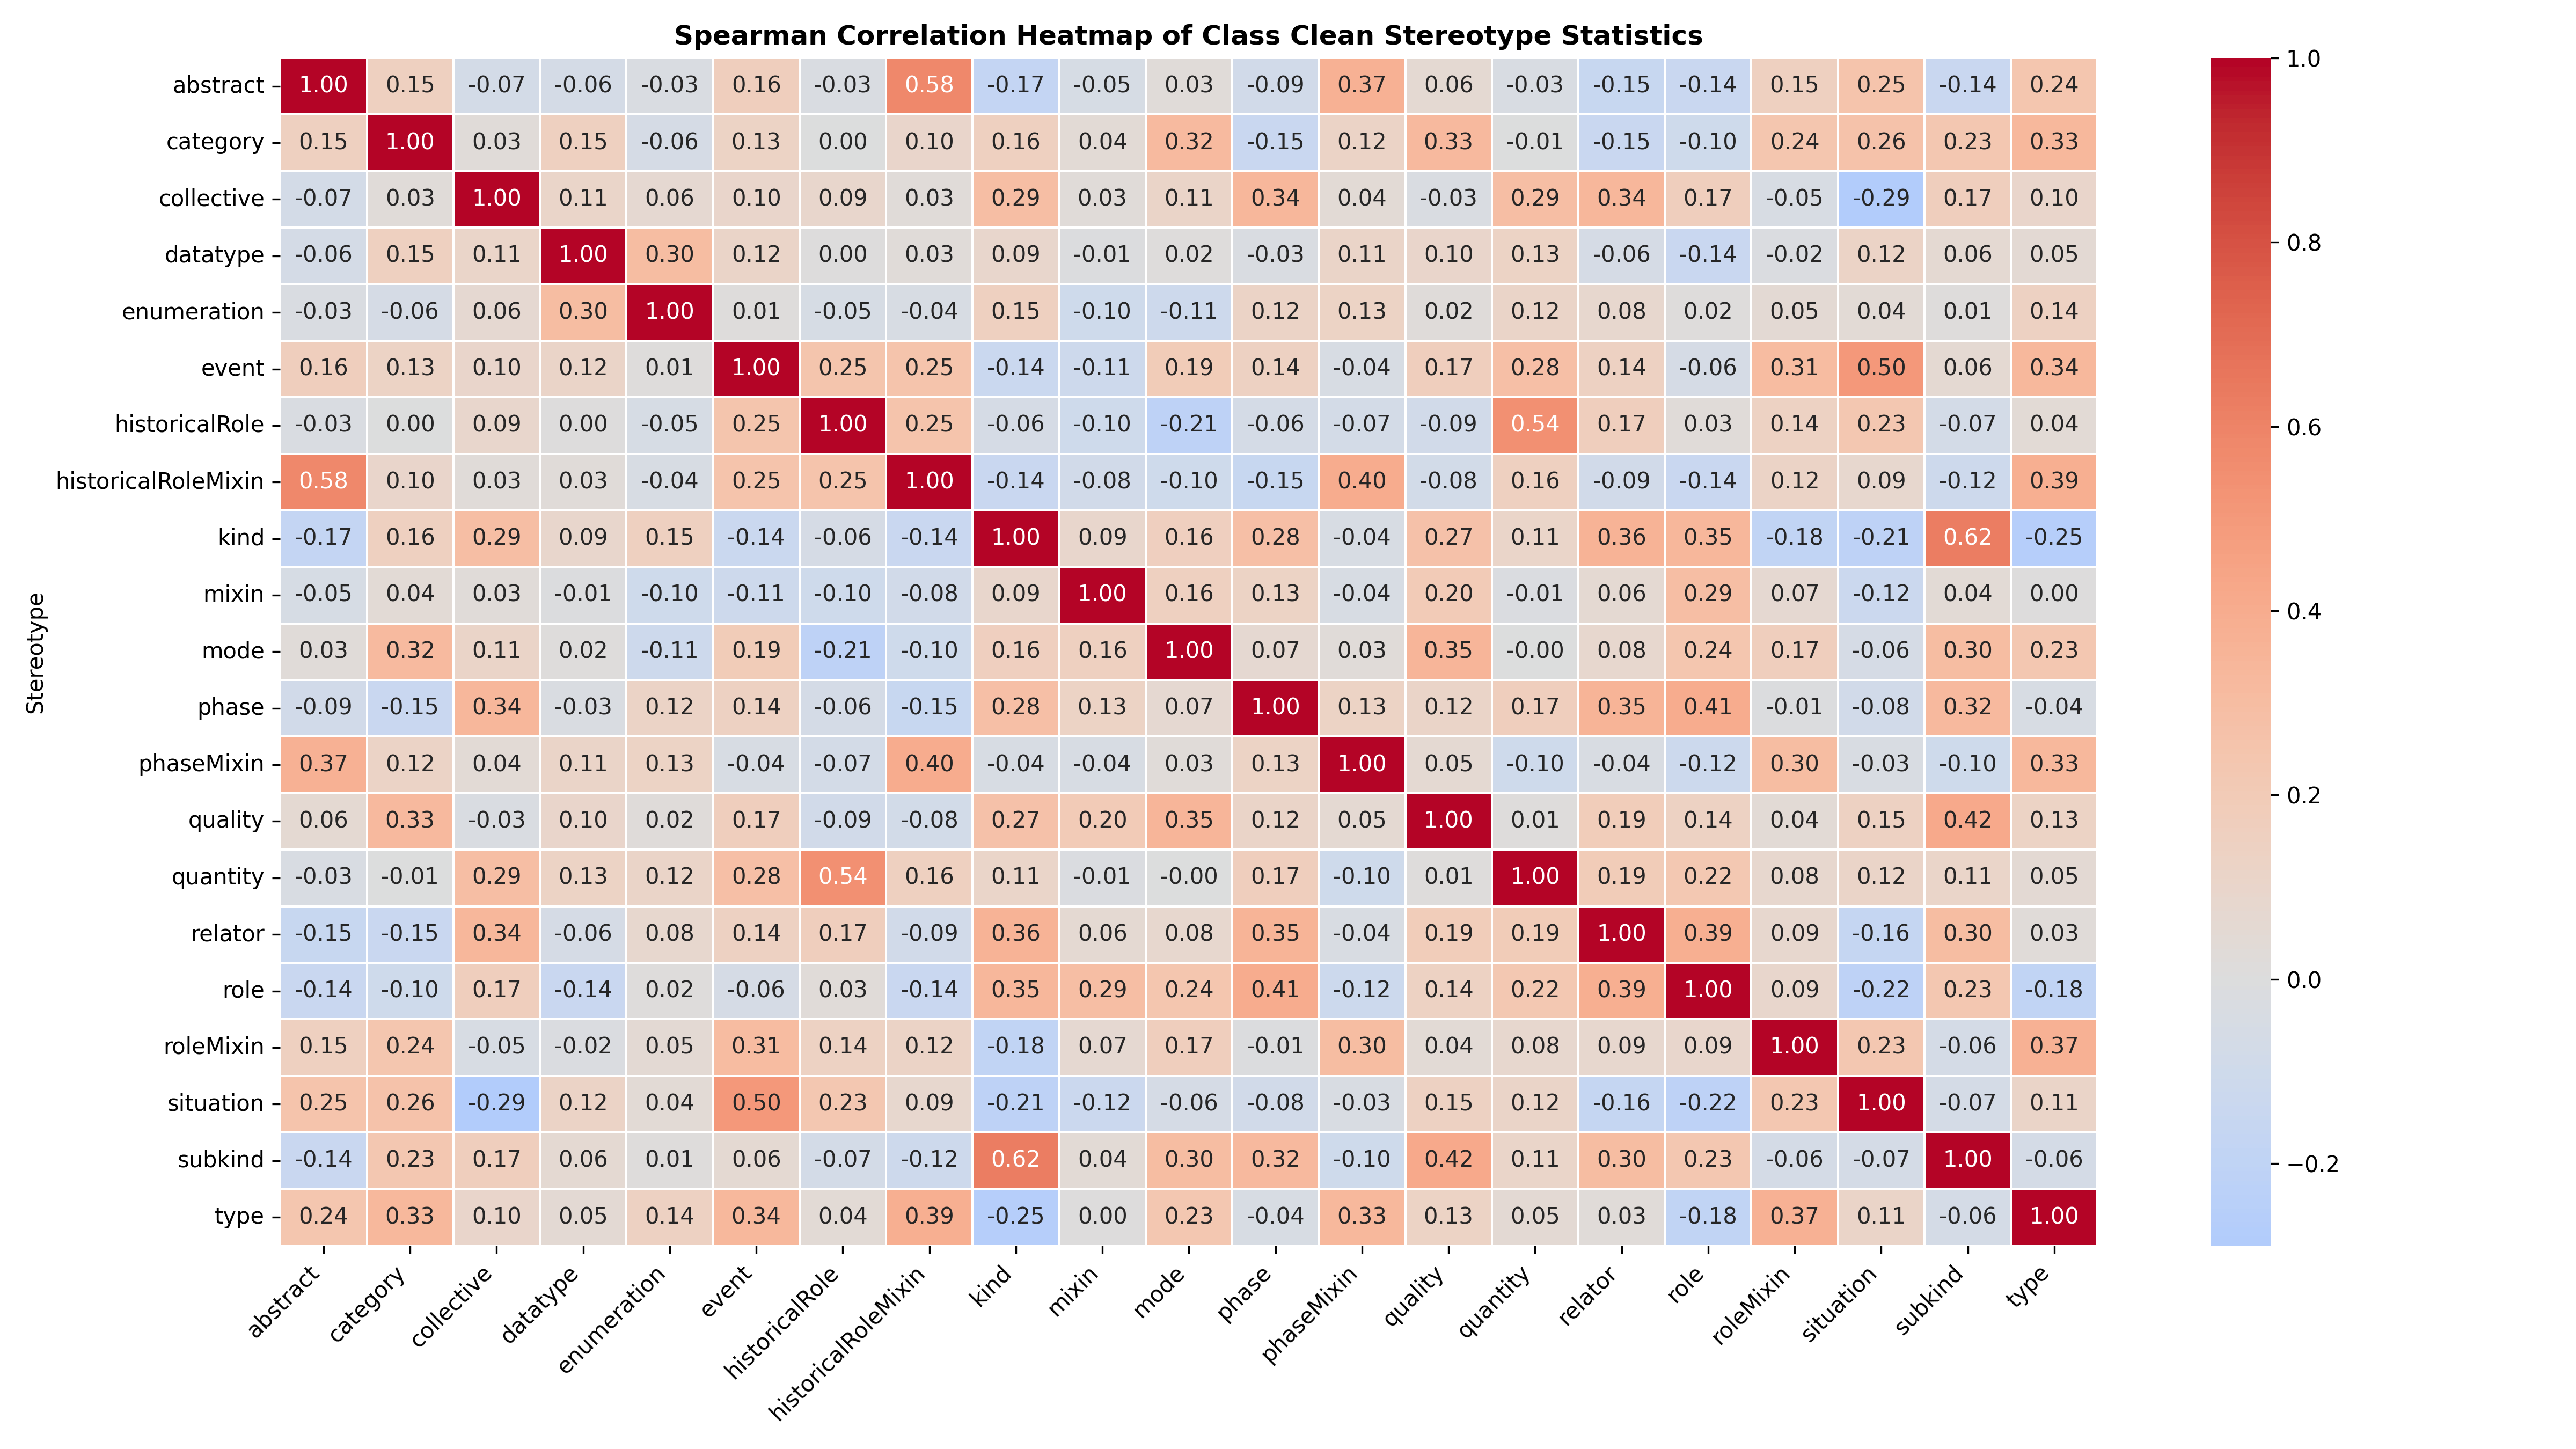 Spearman Correlation Heatmap of Class Clean Stereotype Statistics
abstract 1.00 0.15 -0.07 -0.06 -0.03 0.16 -0.03 0.58 -0.17 -0.05 0.03 -0.09 0.37 0.06 -0.03 -0.15 -0.14 0.15 0.25 -0.14 0.24
category 0.15 1.00 0.03 0.15 -0.06 0.13 0.00 0.10 0.16 0.04 0.32 -0.15 0.12 0.33 -0.01 -0.15 -0.10 0.24 0.26 0.23 0.33
collective -0.07 0.03 1.00 0.11 0.06 0.10 0.09 0.03 0.29 0.03 0.11 0.34 0.04 -0.03 0.29 0.34 0.17 -0.05 -0.29 0.17 0.10
datatype -0.06 0.15 0.11 1.00 0.30 0.12 0.00 0.03 0.09 -0.01 0.02 -0.03 0.11 0.10 0.13 -0.06 -0.14 -0.02 0.12 0.06 0.05
enumeration -0.03 -0.06 0.06 0.30 1.00 0.01 -0.05 -0.04 0.15 -0.10 -0.11 0.12 0.13 0.02 0.12 0.08 0.02 0.05 0.04 0.01 0.14
event 0.16 0.13 0.10 0.12 0.01 1.00 0.25 0.25 -0.14 -0.11 0.19 0.14 -0.04 0.17 0.28 0.14 -0.06 0.31 0.50 0.06 0.34
historicalRole -0.03 0.00 0.09 0.00 -0.05 0.25 1.00 0.25 -0.06 -0.10 -0.21 -0.06 -0.07 -0.09 0.54 0.17 0.03 0.14 0.23 -0.07 0.04
historicalRoleMixin 0.58 0.10 0.03 0.03 -0.04 0.25 0.25 1.00 -0.14 -0.08 -0.10 -0.15 0.40 -0.08 0.16 -0.09 -0.14 0.12 0.09 -0.12 0.39
kind -0.17 0.16 0.29 0.09 0.15 -0.14 -0.06 -0.14 1.00 0.09 0.16 0.28 -0.04 0.27 0.11 0.36 0.35 -0.18 -0.21 0.62 -0.25
mixin -0.05 0.04 0.03 -0.01 -0.10 -0.11 -0.10 -0.08 0.09 1.00 0.16 0.13 -0.04 0.20 -0.01 0.06 0.29 0.07 -0.12 0.04 0.00
mode 0.03 0.32 0.11 0.02 -0.11 0.19 -0.21 -0.10 0.16 0.16 1.00 0.07 0.03 0.35 -0.00 0.08 0.24 0.17 -0.06 0.30 0.23
phase -0.09 -0.15 0.34 -0.03 0.12 0.14 -0.06 -0.15 0.28 0.13 0.07 1.00 0.13 0.12 0.17 0.35 0.41 -0.01 -0.08 0.32 -0.04
phaseMixin 0.37 0.12 0.04 0.11 0.13 -0.04 -0.07 0.40 -0.04 -0.04 0.03 0.13 1.00 0.05 -0.10 -0.04 -0.12 0.30 -0.03 -0.10 0.33
quality 0.06 0.33 -0.03 0.10 0.02 0.17 -0.09 -0.08 0.27 0.20 0.35 0.12 0.05 1.00 0.01 0.19 0.14 0.04 0.15 0.42 0.13
quantity -0.03 -0.01 0.29 0.13 0.12 0.28 0.54 0.16 0.11 -0.01 -0.00 0.17 -0.10 0.01 1.00 0.19 0.22 0.08 0.12 0.11 0.05
relator -0.15 -0.15 0.34 -0.06 0.08 0.14 0.17 -0.09 0.36 0.06 0.08 0.35 -0.04 0.19 0.19 1.00 0.39 0.09 -0.16 0.30 0.03
role -0.14 -0.10 0.17 -0.14 0.02 -0.06 0.03 -0.14 0.35 0.29 0.24 0.41 -0.12 0.14 0.22 0.39 1.00 0.09 -0.22 0.23 -0.18
roleMixin 0.15 0.24 -0.05 -0.02 0.05 0.31 0.14 0.12 -0.18 0.07 0.17 -0.01 0.30 0.04 0.08 0.09 0.09 1.00 0.23 -0.06 0.37
situation 0.25 0.26 -0.29 0.12 0.04 0.50 0.23 0.09 -0.21 -0.12 -0.06 -0.08 -0.03 0.15 0.12 -0.16 -0.22 0.23 1.00 -0.07 0.11
subkind -0.14 0.23 0.17 0.06 0.01 0.06 -0.07 -0.12 0.62 0.04 0.30 0.32 -0.10 0.42 0.11 0.30 0.23 -0.06 -0.07 1.00 -0.06
type 0.24 0.33 0.10 0.05 0.14 0.34 0.04 0.39 -0.25 0.00 0.23 -0.04 0.33 0.13 0.05 0.03 -0.18 0.37 0.11 -0.06 1.00
abstract category collective datatype enumeration event historicalRole historicalRoleMixin kind mixin mode phase phaseMixin quality quantity relator role roleMixin situation subkind type
Stereotype
1.0
0.8
0.6
0.4
0.2
0.0
−0.2